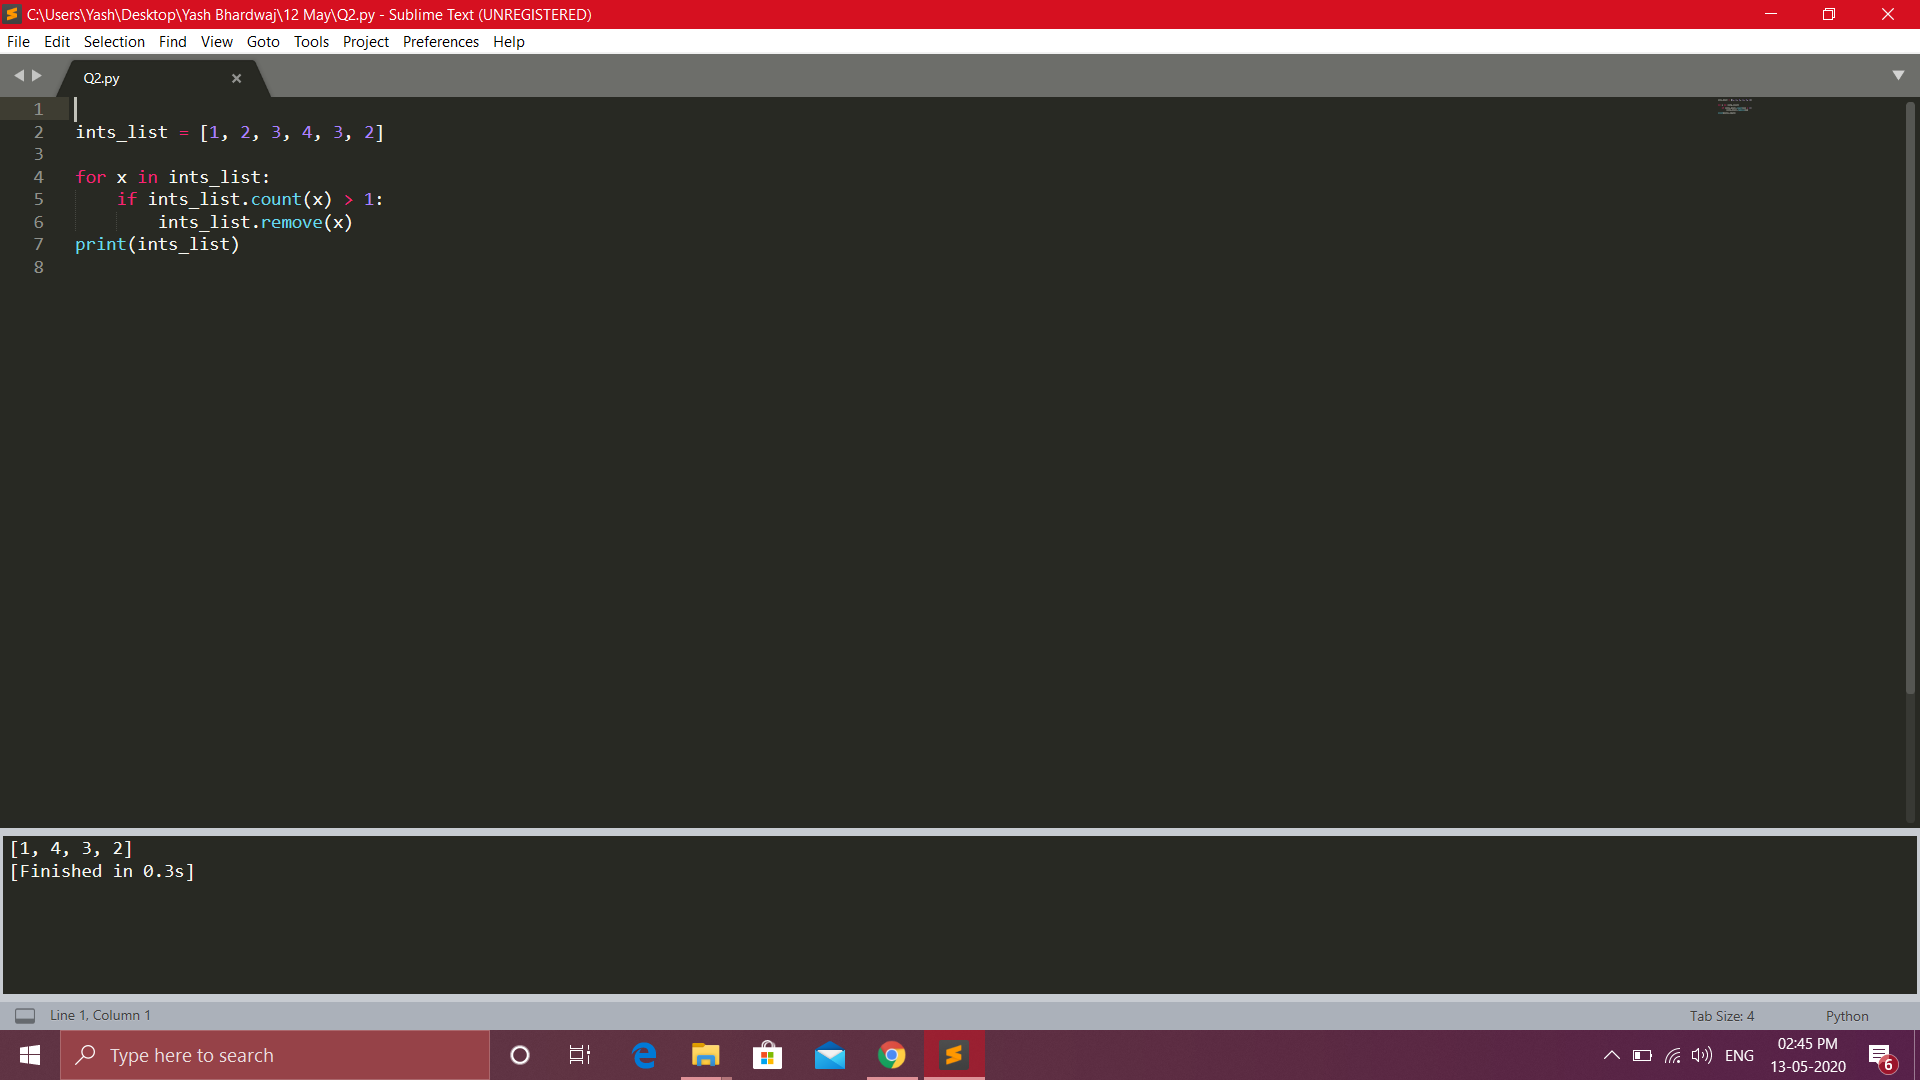 C:\Users\Yash\Desktop\Yash Bhardwaj\12 May\Q2.py - Sublime Text (UNREGISTERED)
File Edit Selection Find View Goto Tools Project Preferences Help
Q2.py
1
2 ints_list = [1, 2, 3, 4, 3, 2]
3
4 for x in ints_list:
5     if ints_list.count(x) > 1:
6         ints_list.remove(x)
7 print(ints_list)
8
[1, 4, 3, 2]
[Finished in 0.3s]
Line 1, Column 1 Tab Size: 4 Python
Type here to search
ENG
02:45 PM
13-05-2020
6